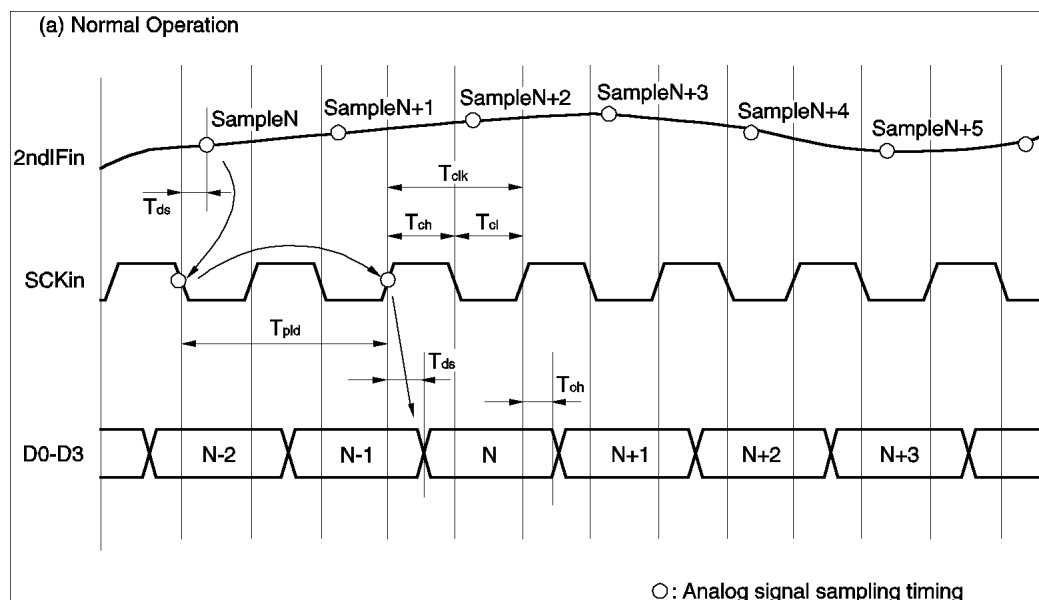 (a) Normal Operation
SampleN
SampleN+1
SampleN+2
SampleN+3
SampleN+4
SampleN+5
2ndIFin
Tds
Tclk
Tch
Tcl
SCKin
Tpld
Tds
Toh
D0-D3
N-2
N-1
N
N+1
N+2
N+3
: Analog signal sampling timing